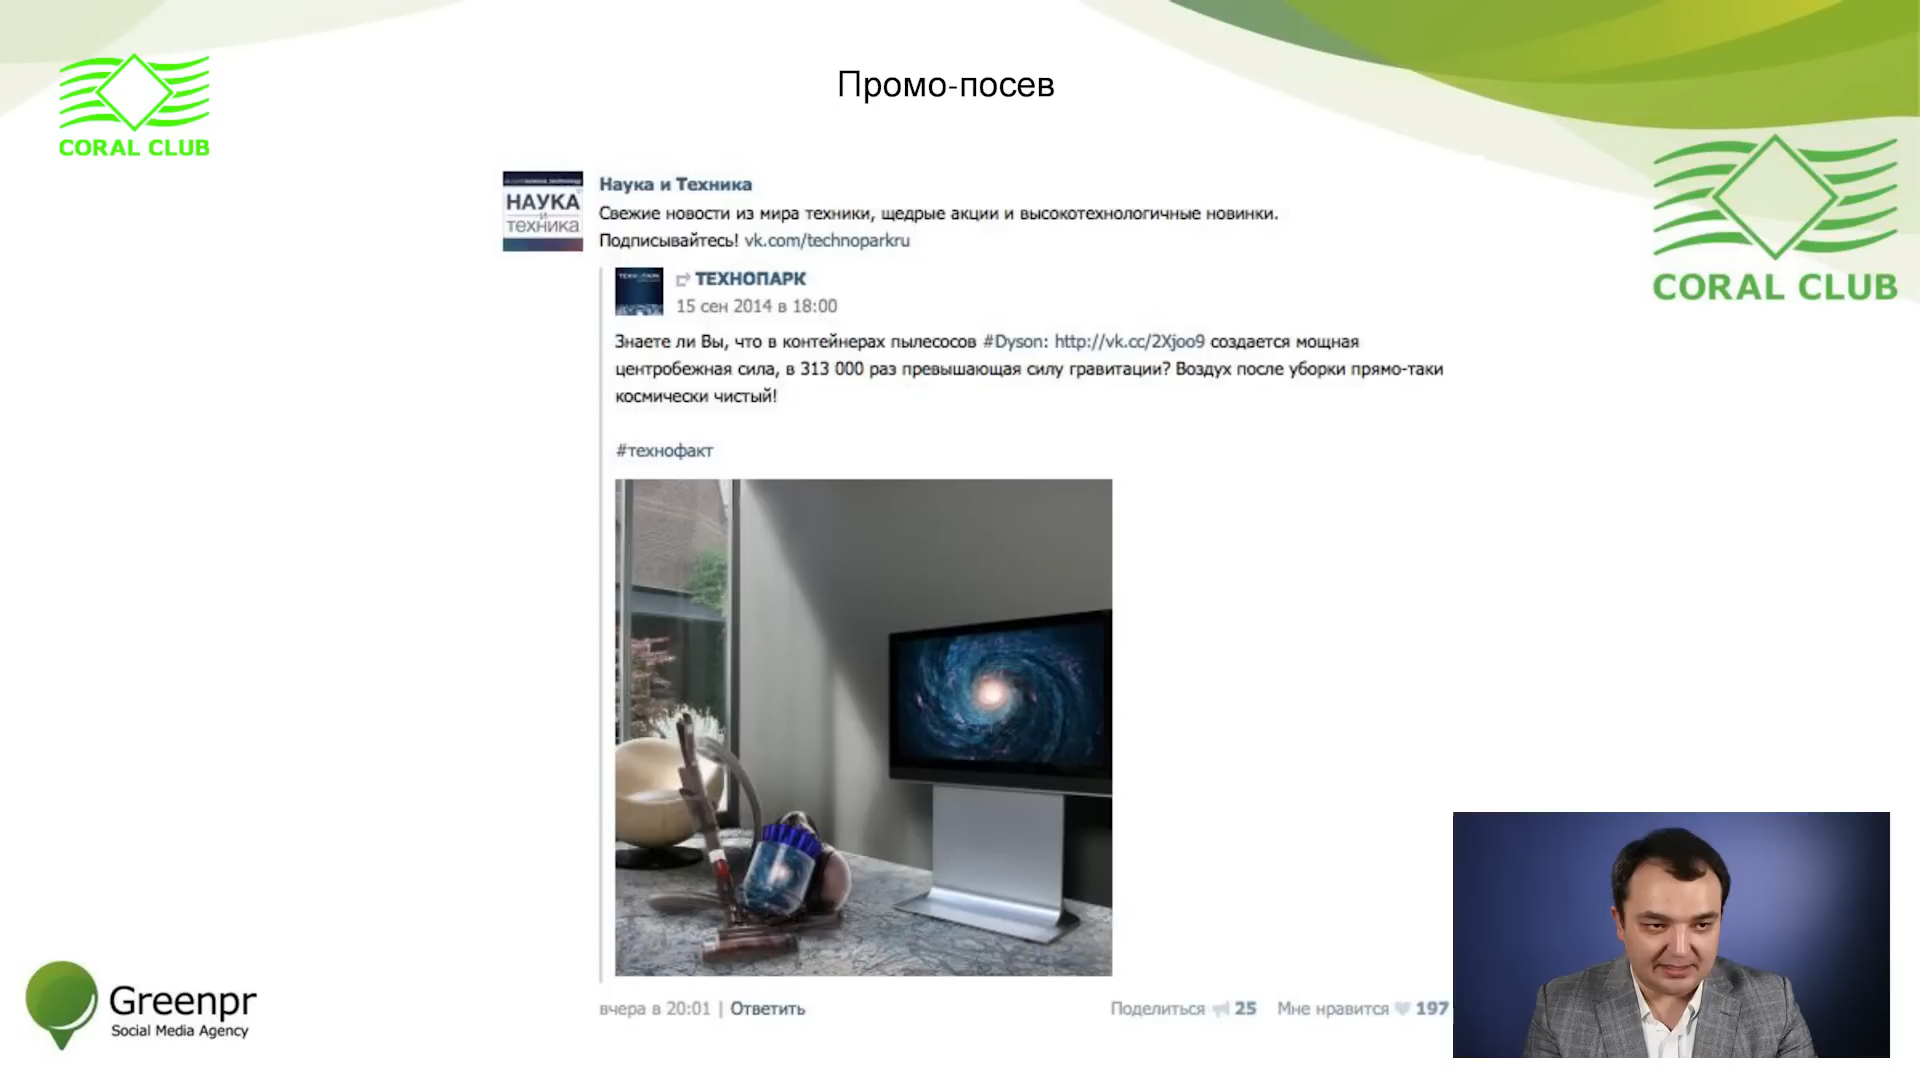 Промо-посев
CORAL CLUB
CORAL CLUB
НАУКА
и
техника
Наука и Техника
Свежие новости из мира техники, щедрые акции и высокотехнологичные новинки.
Подписывайтесь! vk.com/technoparkru
ТЕХНОПАРК
15 сен 2014 в 18:00
Знаете ли Вы, что в контейнерах пылесосов #Dyson: http://vk.cc/2Xjoo9 создается мощная
центробежная сила, в 313 000 раз превышающая силу гравитации? Воздух после уборки прямо-таки
космически чистый!
#технофакт
вчера в 20:01 | Ответить
Поделиться 25 Мне нравится 197
Greenpr
Social Media Agency